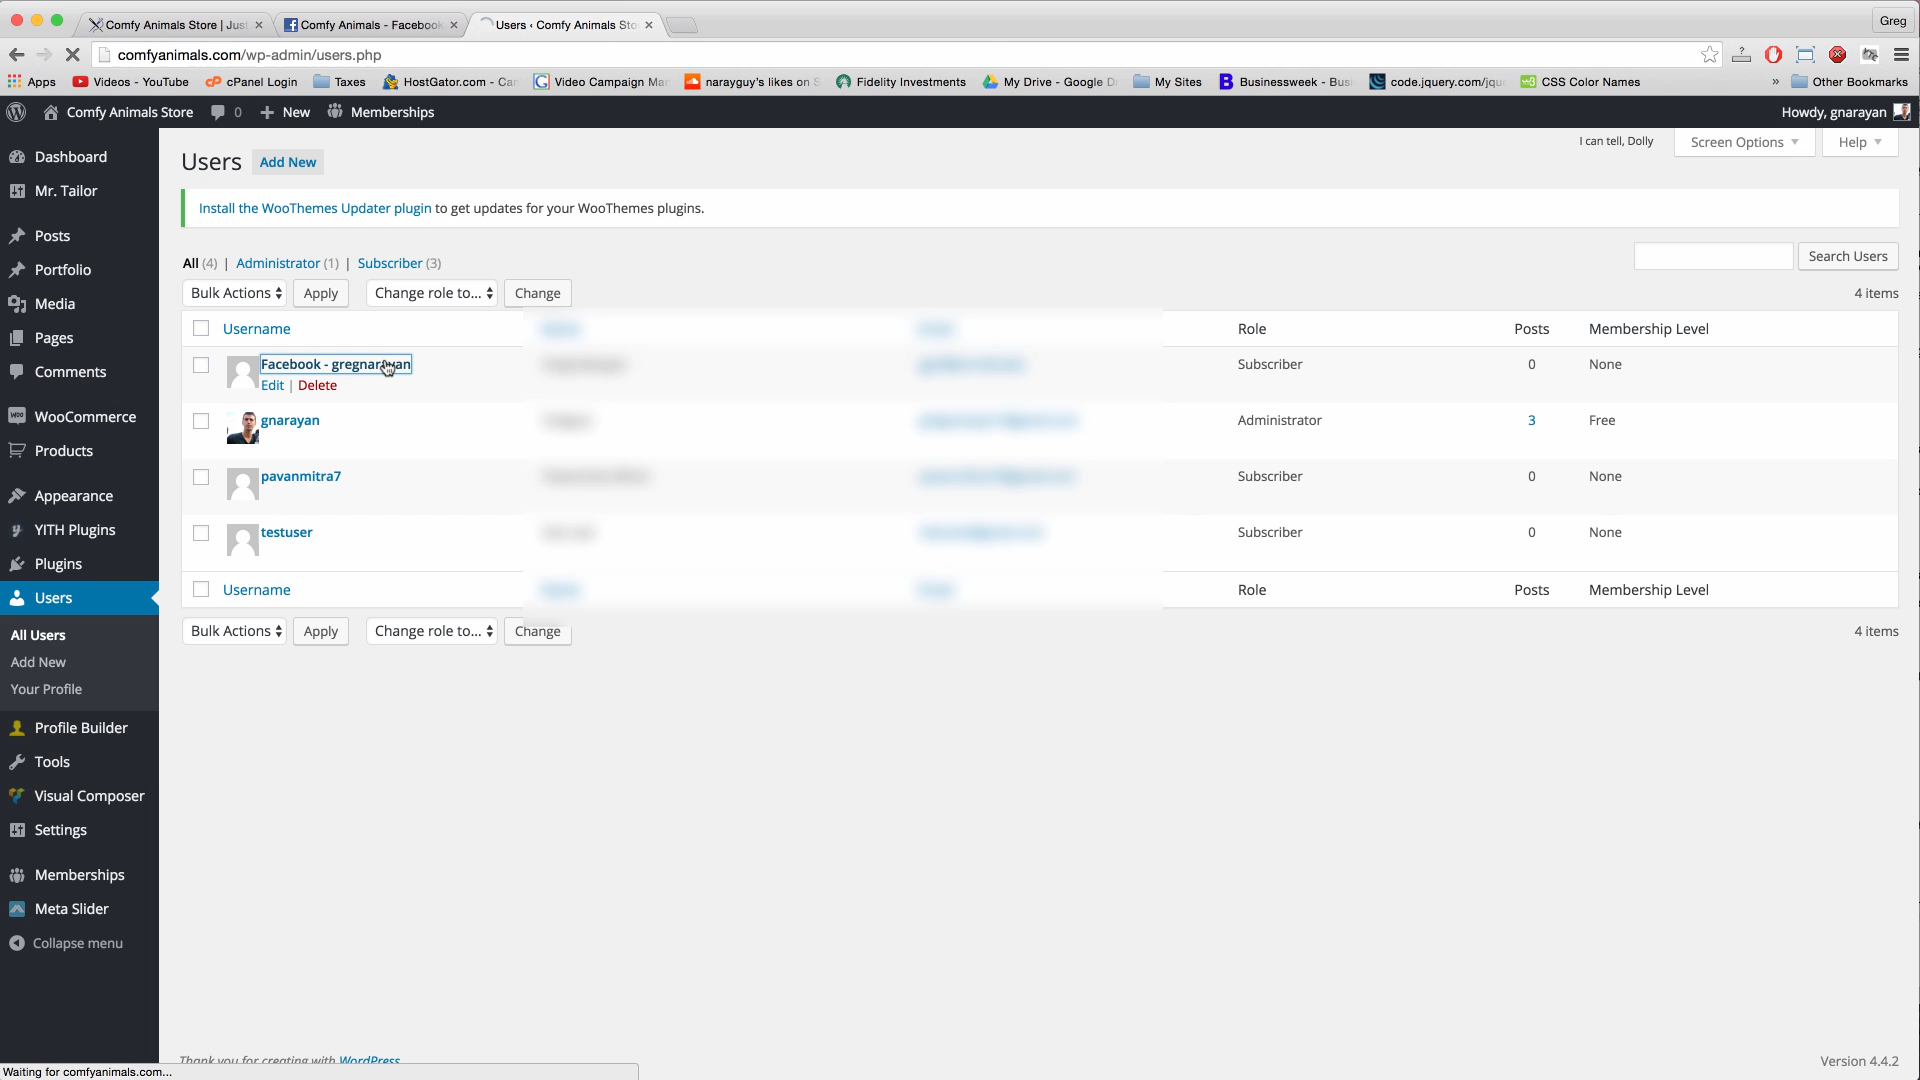 Comfy Animals Store | Jus
Comfy Animals - Facebook
Users ‹ Comfy Animals Sto
Greg
comfyanimals.com/wp-admin/users.php
Apps
Videos - YouTube
cPanel Login
Taxes
HostGator.com - Ca
Video Campaign Ma
narayguy's likes on S
Fidelity Investments
My Drive - Google D
My Sites
Businessweek - Bus
code.jquery.com/jqu
CSS Color Names
»
Other Bookmarks
Comfy Animals Store
0
New
Memberships
Howdy, gnarayan
Dashboard
Mr. Tailor
Posts
Portfolio
Media
Pages
Comments
WooCommerce
Products
Appearance
YITH Plugins
Plugins
Users
All Users
Add New
Your Profile
Profile Builder
Tools
Visual Composer
Settings
Memberships
Meta Slider
Collapse menu
I can tell, Dolly
Screen Options
Help
Users
Add New
Install the WooThemes Updater plugin to get updates for your WooThemes plugins.
All (4) | Administrator (1) | Subscriber (3)
Search Users
Bulk Actions
Apply
Change role to...
Change
4 items
Username
Role
Posts
Membership Level
Facebook - gregnarayan
Edit | Delete
Subscriber
0
None
gnarayan
Administrator
3
Free
pavanmitra7
Subscriber
0
None
testuser
Subscriber
0
None
Username
Role
Posts
Membership Level
Bulk Actions
Apply
Change role to...
Change
4 items
Thank you for creating with WordPress
Version 4.4.2
Waiting for comfyanimals.com...